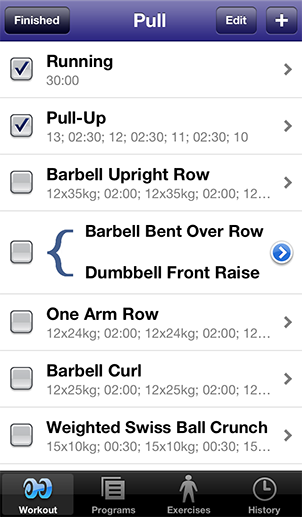 Finished Pull Edit +
Running
30:00
Pull-Up
13; 02:30; 12; 02:30; 11; 02:30; 10
Barbell Upright Row
12x35kg; 02:00; 12x35kg; 02:00; 12...
Barbell Bent Over Row
Dumbbell Front Raise
One Arm Row
12x24kg; 02:00; 12x24kg; 02:00; 12...
Barbell Curl
12x25kg; 02:00; 12x25kg; 02:00; 12...
Weighted Swiss Ball Crunch
15x10kg; 00:30; 15x10kg; 00:30; 15...
Workout Programs Exercises History